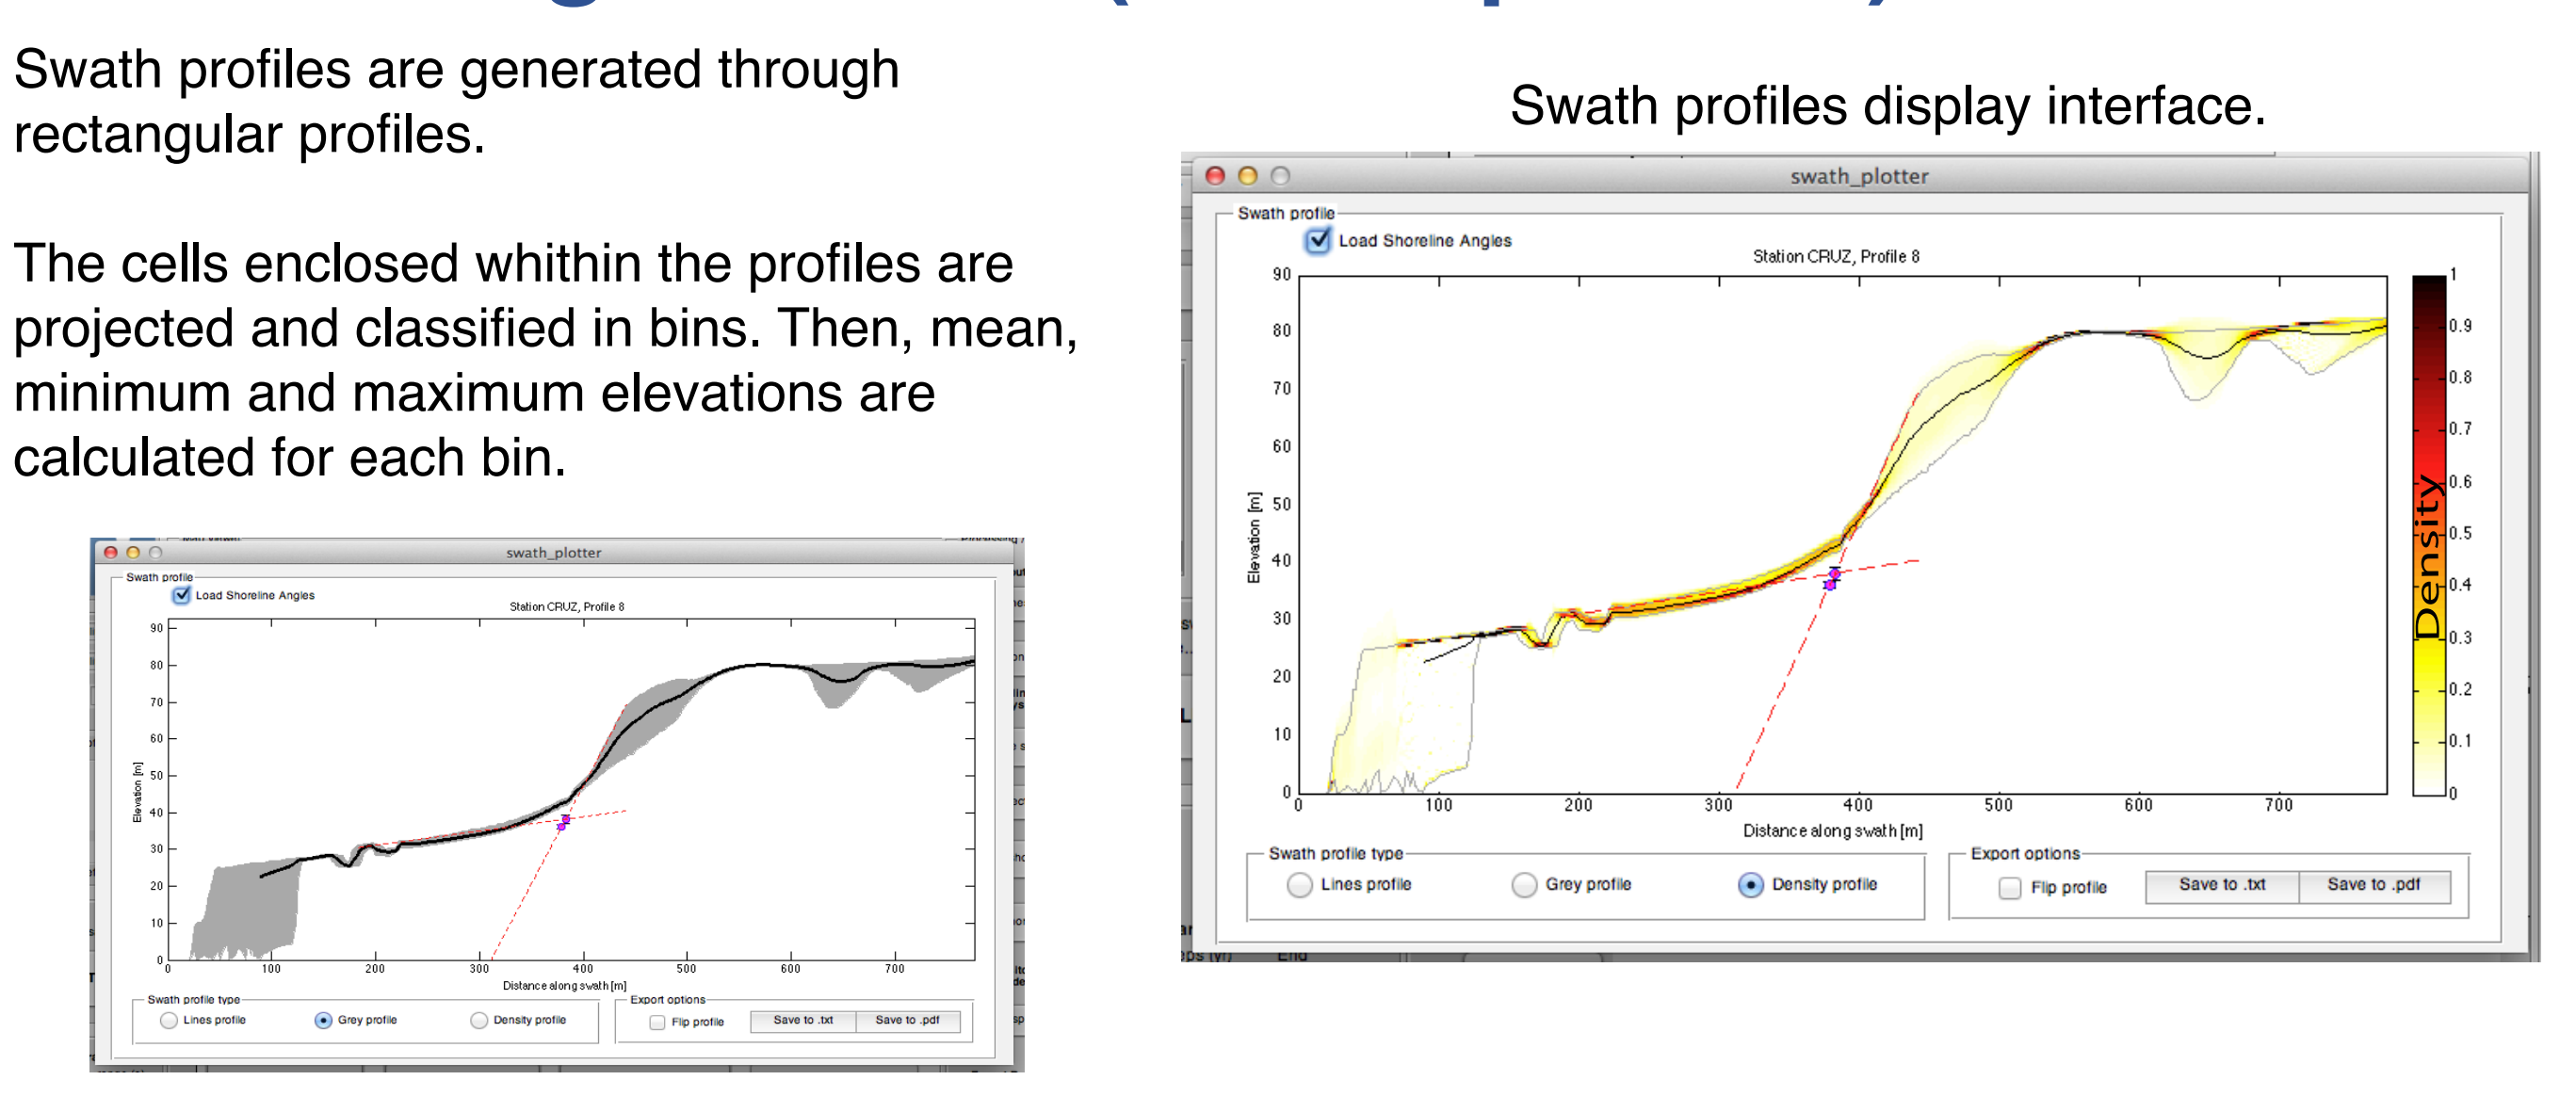 Swath profiles are generated through
rectangular profiles.
The cells enclosed whithin the profiles are
projected and classified in bins. Then, mean,
minimum and maximum elevations are
calculated for each bin.
swath_plotter
Swath profile
Load Shoreline Angles
Station CRUZ, Profile 8
90
80
70
60
50
40
30
20
10
0
Elevation [m]
0 100 200 300 400 500 600 700
Distance along swath [m]
Swath profile type
Lines profile
Grey profile
Density profile
Export options
Flip profile
Save to .txt
Save to .pdf
Swath profiles display interface.
swath_plotter
Swath profile
Load Shoreline Angles
Station CRUZ, Profile 8
90
80
70
60
50
40
30
20
10
0
Elevation [m]
0 100 200 300 400 500 600 700
Distance along swath [m]
1
0.9
0.8
0.7
0.6
0.5
0.4
0.3
0.2
0.1
0
Density
Swath profile type
Lines profile
Grey profile
Density profile
Export options
Flip profile
Save to .txt
Save to .pdf
End